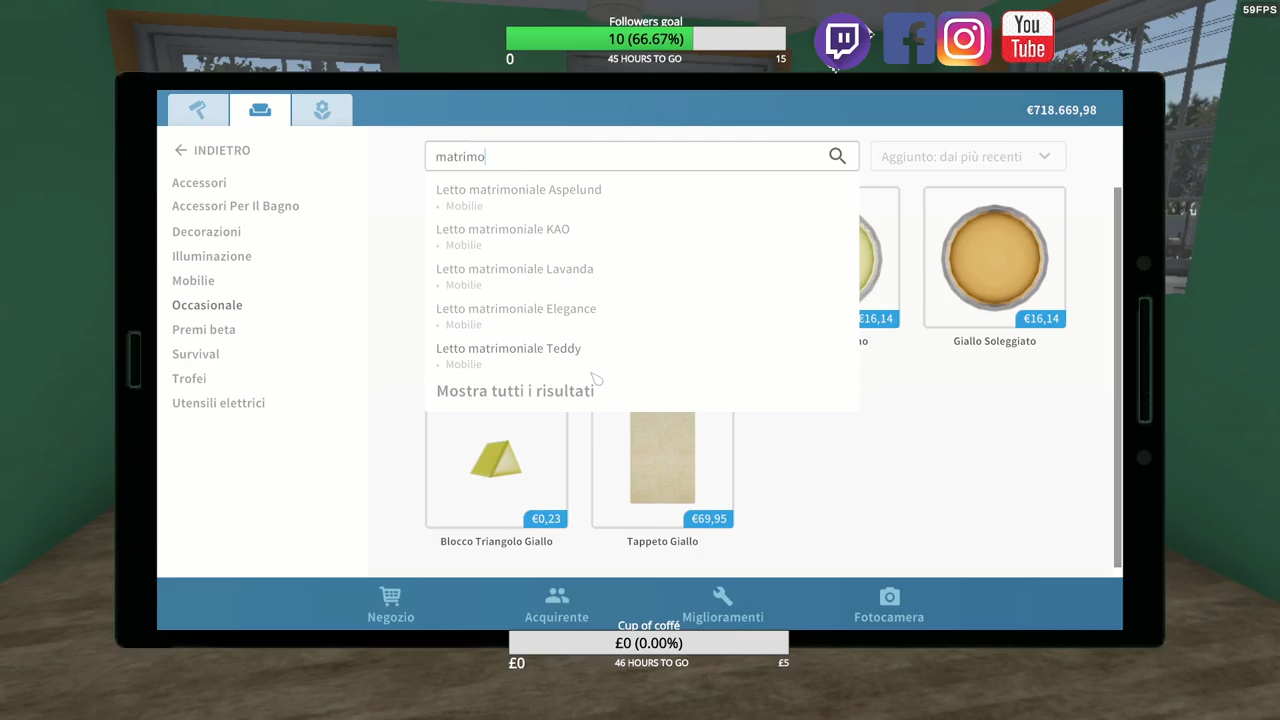 59FPS
Followers goal
10 (66.67%)
0
45 HOURS TO GO
15
You
Tube
€718.669,98
INDIETRO
Accessori
Accessori Per Il Bagno
Decorazioni
Illuminazione
Mobilie
Occasionale
Premi beta
Survival
Trofei
Utensili elettrici
matrimo
Aggiunto: dai più recenti
Letto matrimoniale Aspelund
• Mobilie
Letto matrimoniale KAO
• Mobilie
Letto matrimoniale Lavanda
• Mobilie
Letto matrimoniale Elegance
• Mobilie
Letto matrimoniale Teddy
• Mobilie
Mostra tutti i risultati
€16,14
no
€16,14
Giallo Soleggiato
€0,23
Blocco Triangolo Giallo
€69,95
Tappeto Giallo
Negozio
Acquirente
Miglioramenti
Fotocamera
Cup of coffé
£0 (0.00%)
£0
46 HOURS TO GO
£5